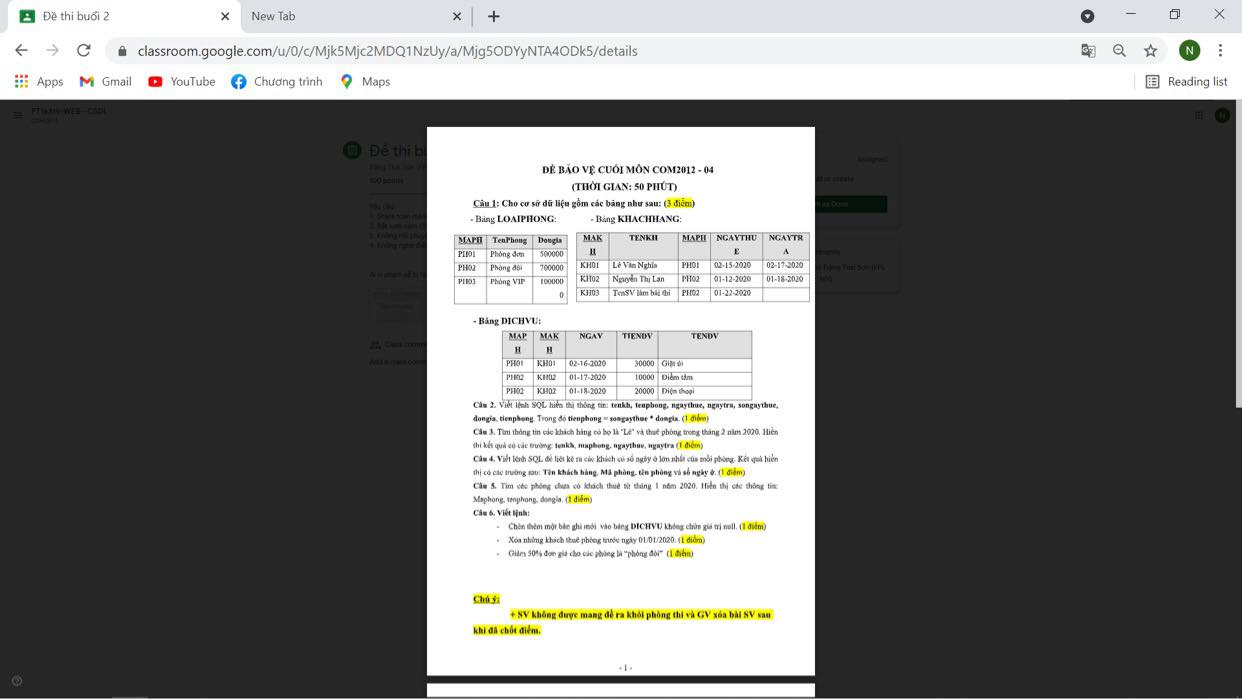 Đề thi buổi 2
New Tab
classroom.google.com/u/0/c/Mjk5Mjc2MDQ1NzUy/a/Mjg5ODYyNTA4ODk5/details
N
Apps Gmail YouTube Chương trình Maps Reading list
Đề thi bu
Assigned
100 points
ĐỀ BẢO VỆ CUỐI MÔN COM2012 - 04
(THỜI GIAN: 50 PHÚT)
Câu 1: Cho cơ sở dữ liệu gồm các bảng như sau: (3 điểm)
- Bảng LOAIPHONG: - Bảng KHACHHANG:
MAPH TenPhong Dongia
PH01 Phòng đơn 500000
PH02 Phòng đôi 700000
PH03 Phòng VIP 100000
0
MAK TENKH MAPH NGAYTHU NGAYTR
H E A
KH01 Lê Văn Nghĩa PH01 02-15-2020 02-17-2020
KH02 Nguyễn Thị Lan PH02 01-12-2020 01-18-2020
KH03 TenSV làm bài thi PH02 01-22-2020
- Bảng DICHVU:
MAP MAK NGAY TIENDV TENDV
H H
PH01 KH01 02-16-2020 30000 Giặt ủi
PH02 KH02 01-17-2020 10000 Điểm tâm
PH02 KH02 01-18-2020 20000 Điện thoại
Câu 2. Viết lệnh SQL hiển thị thông tin: tenkh, tenphong, ngaythue, ngaytra, songaythue,
dongia, tienphong. Trong đó tienphong = songaythue * dongia. (1 điểm)
Câu 3. Tìm thông tin các khách hàng có họ là "Lê" và thuê phòng trong tháng 2 năm 2020. Hiển
thị kết quả có các trường: tenkh, maphong, ngaythue, ngaytra (1 điểm)
Câu 4. Viết lệnh SQL để liệt kê ra các khách có số ngày ở lớn nhất của mỗi phòng. Kết quả hiển
thị có các trường sau: Tên khách hàng, Mã phòng, tên phòng và số ngày ở. (1 điểm)
Câu 5. Tìm các phòng chưa có khách thuê từ tháng 1 năm 2020. Hiển thị các thông tin:
Maphong, tenphong, dongia. (1 điểm)
Câu 6. Viết lệnh:
- Chèn thêm một bản ghi mới vào bảng DICHVU không chứa giá trị null. (1 điểm)
- Xóa những khách thuê phòng trước ngày 01/01/2020. (1 điểm)
- Giảm 50% đơn giá cho các phòng là "phòng đôi" (1 điểm)
Chú ý:
+ SV không được mang đề ra khỏi phòng thi và GV xóa bài SV sau
khi đã chốt điểm.
- 1 -